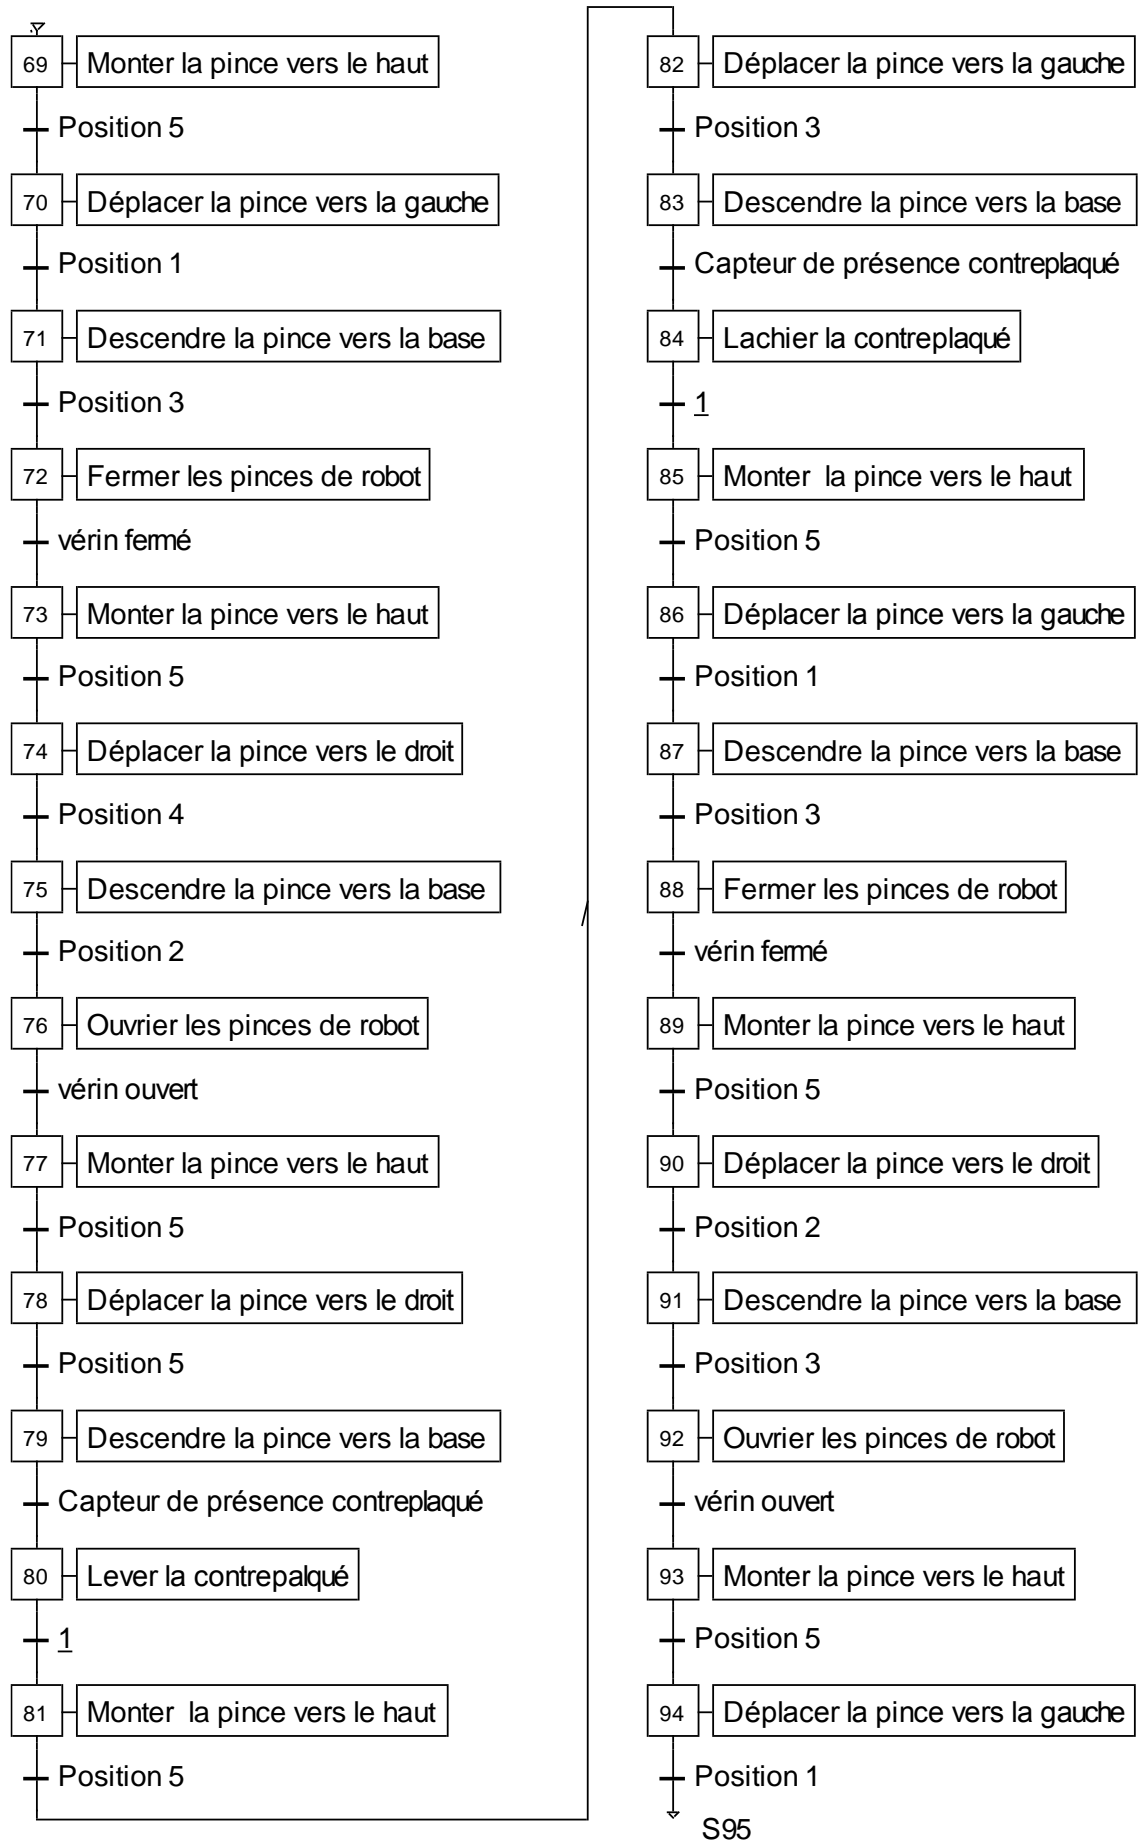 69 Monter la pince vers le haut
Position 5
70 Déplacer la pince vers la gauche
Position 1
71 Descendre la pince vers la base
Position 3
72 Fermer les pinces de robot
vérin fermé
73 Monter la pince vers le haut
Position 5
74 Déplacer la pince vers le droit
Position 4
75 Descendre la pince vers la base
Position 2
76 Ouvrier les pinces de robot
vérin ouvert
77 Monter la pince vers le haut
Position 5
78 Déplacer la pince vers le droit
Position 5
79 Descendre la pince vers la base
Capteur de présence contreplaqué
80 Lever la contrepalqué
1
81 Monter la pince vers le haut
Position 5
82 Déplacer la pince vers la gauche
Position 3
83 Descendre la pince vers la base
Capteur de présence contreplaqué
84 Lachier la contreplaqué
1
85 Monter la pince vers le haut
Position 5
86 Déplacer la pince vers la gauche
Position 1
87 Descendre la pince vers la base
Position 3
88 Fermer les pinces de robot
vérin fermé
89 Monter la pince vers le haut
Position 5
90 Déplacer la pince vers le droit
Position 2
91 Descendre la pince vers la base
Position 3
92 Ouvrier les pinces de robot
vérin ouvert
93 Monter la pince vers le haut
Position 5
94 Déplacer la pince vers la gauche
Position 1
S95